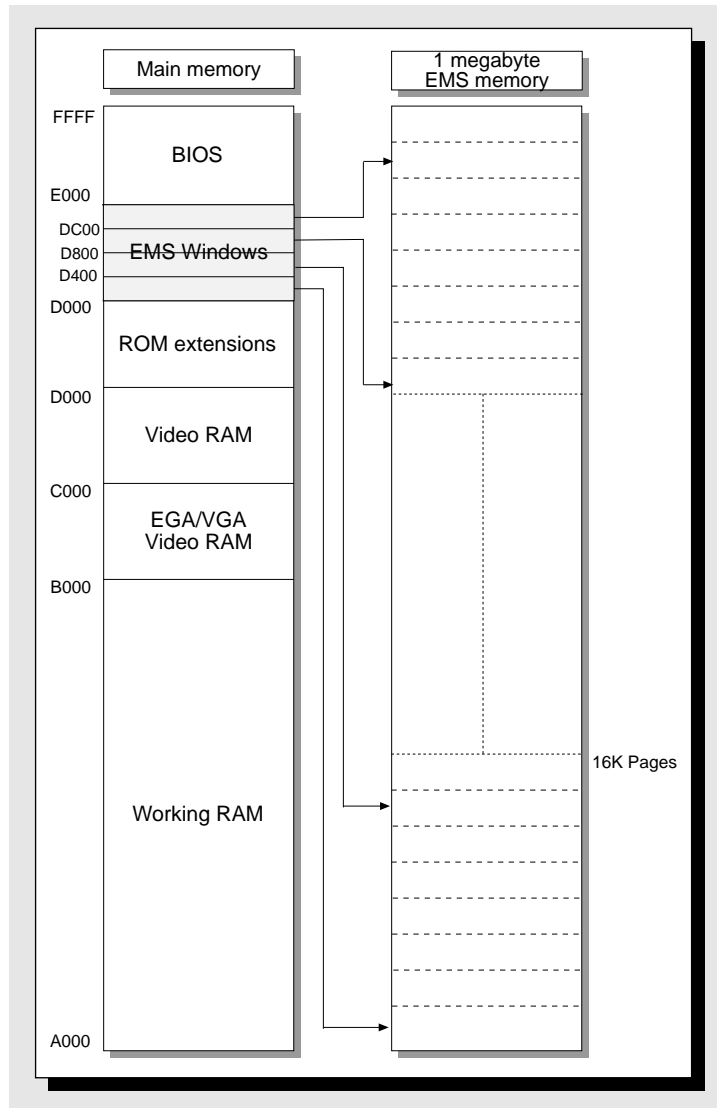 Main memory
1 megabyte
EMS memory
FFFF
BIOS
E000
DC00
EMS Windows
D800
D400
D000
ROM extensions
D000
Video RAM
C000
EGA/VGA
Video RAM
B000
16K Pages
Working RAM
A000